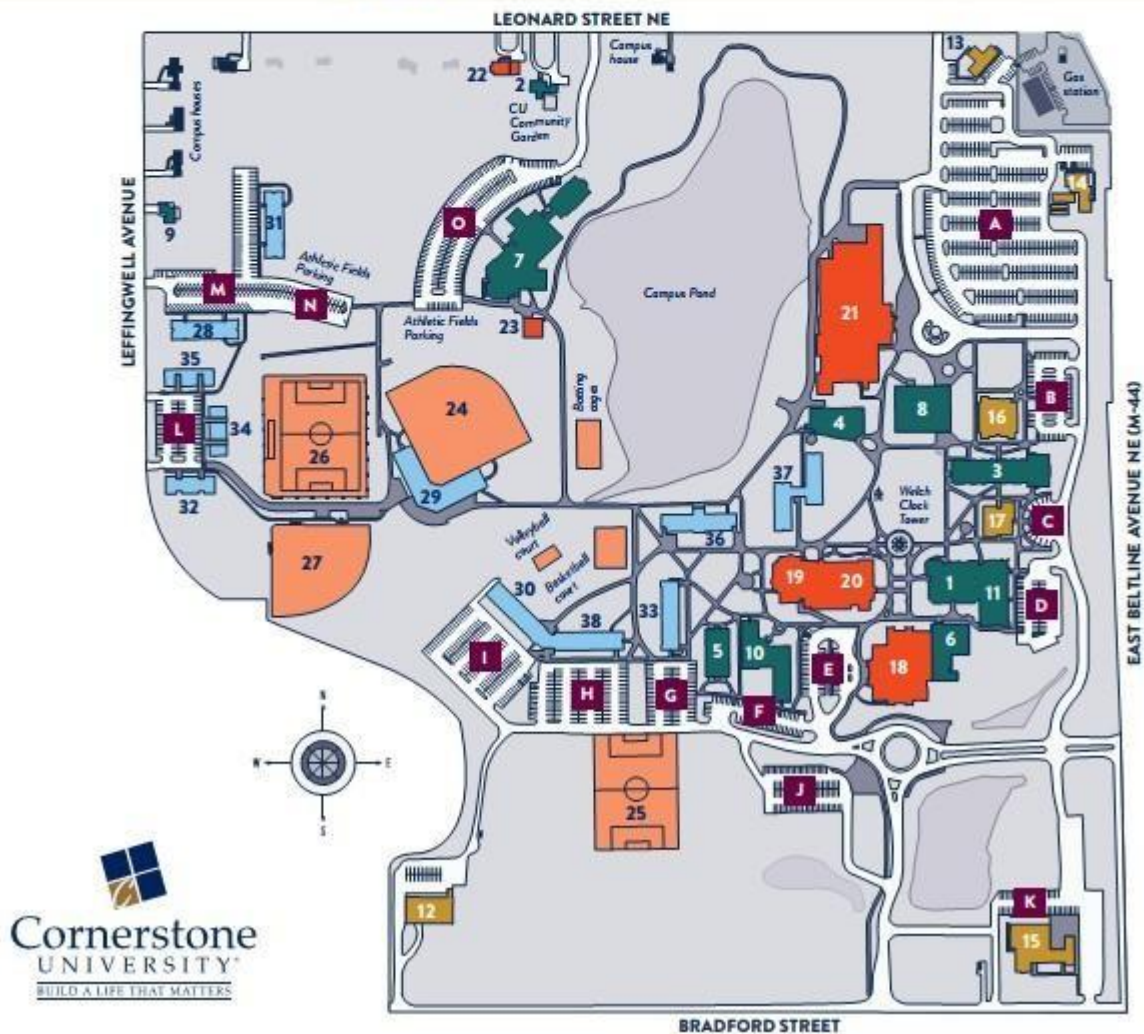 LEONARD STREET NE
13
Campus
house
Gas
station
22
2
CU
Community
Garden
Campus houses
14
9
31
O
A
7
LEFFINGWELL AVENUE
Athletic Fields
Parking
M
N
Campus Pond
21
28
Athletic Fields
Parking
23
35
24
Batting
cages
B
EAST BELTLINE AVENUE NE (M-44)
8
16
4
L
34
26
3
37
32
29
Welch
Clock
Tower
17
C
36
Volleyball
court
27
Basketball
court
19
20
1
11
30
D
33
38
5
10
6
I
E
18
H
G
F
N
W
E
S
J
25
K
12
15
Cornerstone
UNIVERSITY
BUILD A LIFE THAT MATTERS
BRADFORD STREET